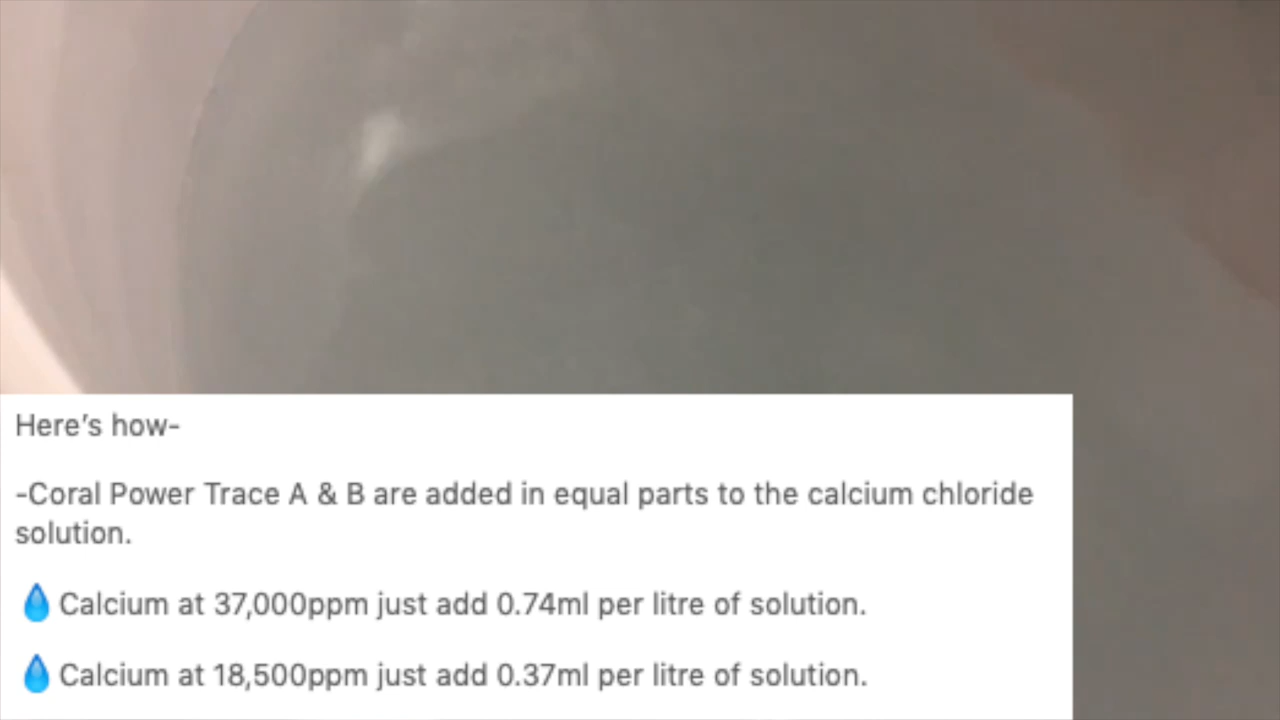 Here’s how-
-Coral Power Trace A & B are added in equal parts to the calcium chloride
solution.
💧Calcium at 37,000ppm just add 0.74ml per litre of solution.
💧Calcium at 18,500ppm just add 0.37ml per litre of solution.